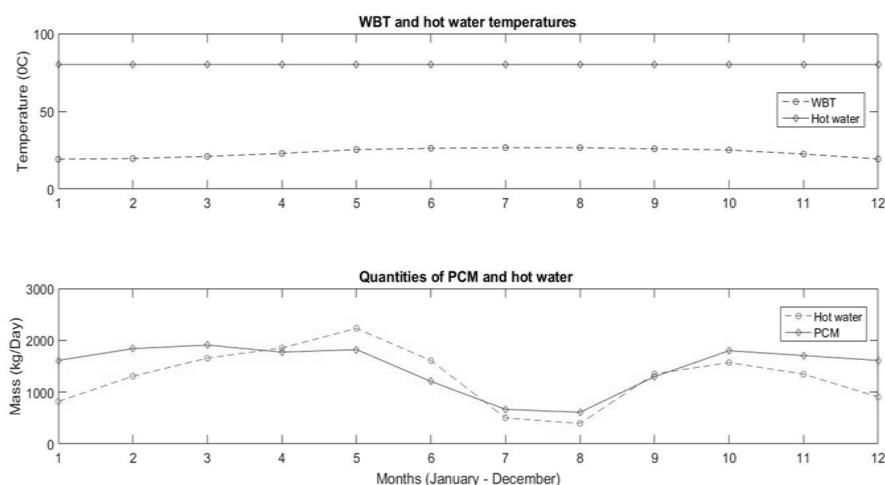 WBT and hot water temperatures
100
50
0
Temperature (0C)
WBT
Hot water
1 2 3 4 5 6 7 8 9 10 11 12
Quantities of PCM and hot water
3000
2000
1000
0
Mass (kg/Day)
Hot water
PCM
1 2 3 4 5 6 7 8 9 10 11 12
Months (January - December)